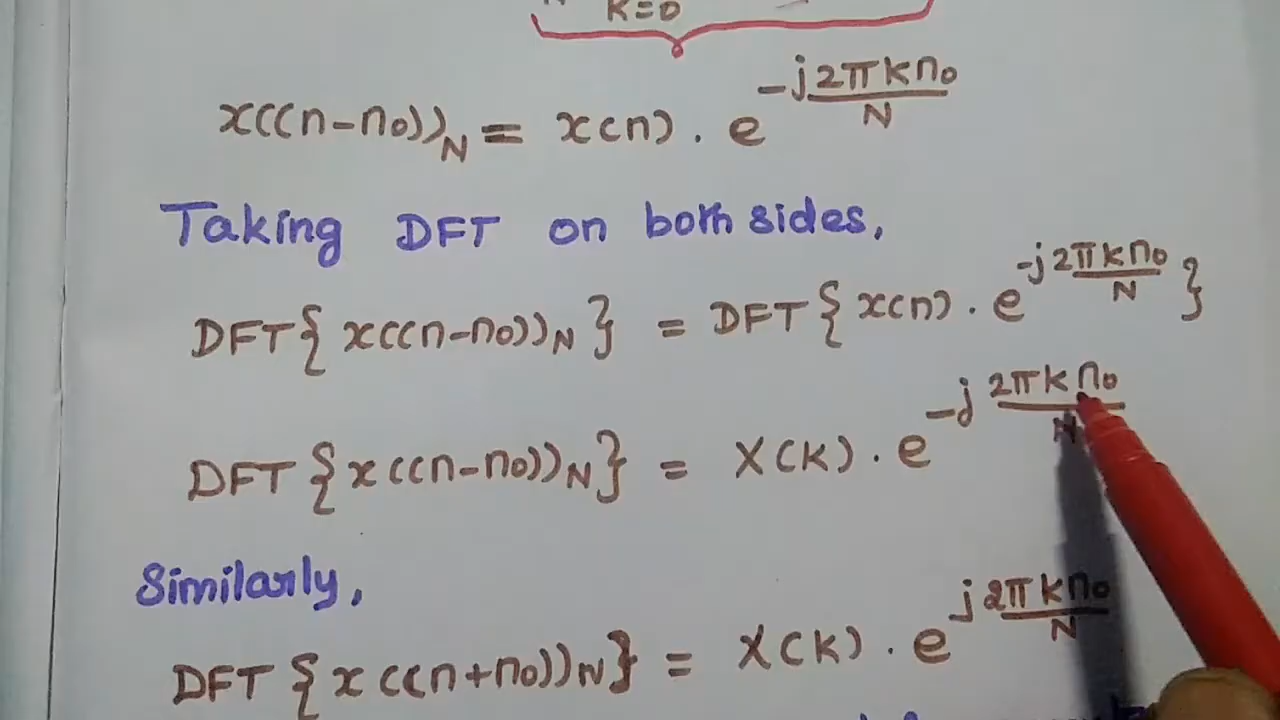 K=0
x((n-n₀))_N = x(n) . e^{-j2πkn₀/N}
Taking DFT on both sides,
DFT{x((n-n₀))_N} = DFT{x(n) . e^{-j2πkn₀/N}}
DFT{x((n-n₀))_N} = X(K) . e^{-j2πkn₀/N}
Similarly,
DFT{x((n+n₀))_N} = X(K) . e^{j2πkn₀/N}